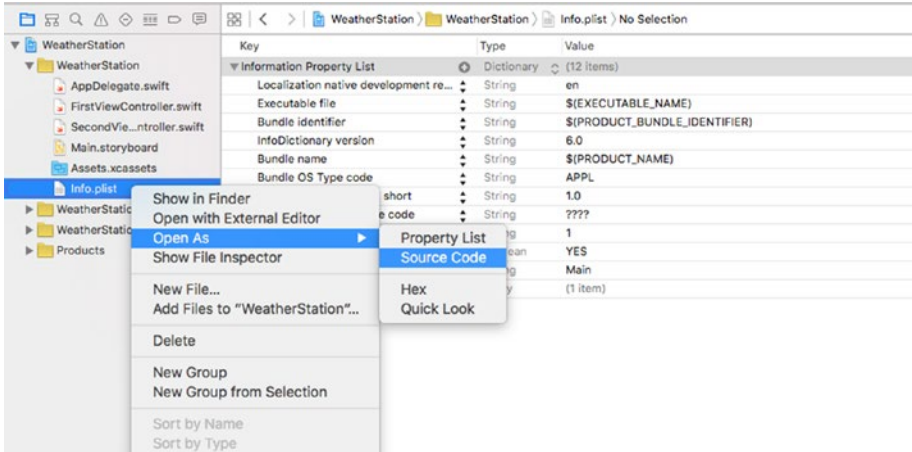 WeatherStation
WeatherStation
AppDelegate.swift
FirstViewController.swift
SecondVie...ntroller.swift
Main.storyboard
Assets.xcassets
Info.plist
WeatherStatio
WeatherStatio
Products
WeatherStation WeatherStation Info.plist No Selection
Key Type Value
Information Property List Dictionary (12 items)
Localization native development re... String en
Executable file String $(EXECUTABLE_NAME)
Bundle identifier String $(PRODUCT_BUNDLE_IDENTIFIER)
InfoDictionary version String 6.0
Bundle name String $(PRODUCT_NAME)
Bundle OS Type code String APPL
short String 1.0
e code String ????
1
YES
Main
(1 item)
Show in Finder
Open with External Editor
Open As
Show File Inspector
New File...
Add Files to "WeatherStation"...
Delete
New Group
New Group from Selection
Sort by Name
Sort by Type
Property List
Source Code
Hex
Quick Look